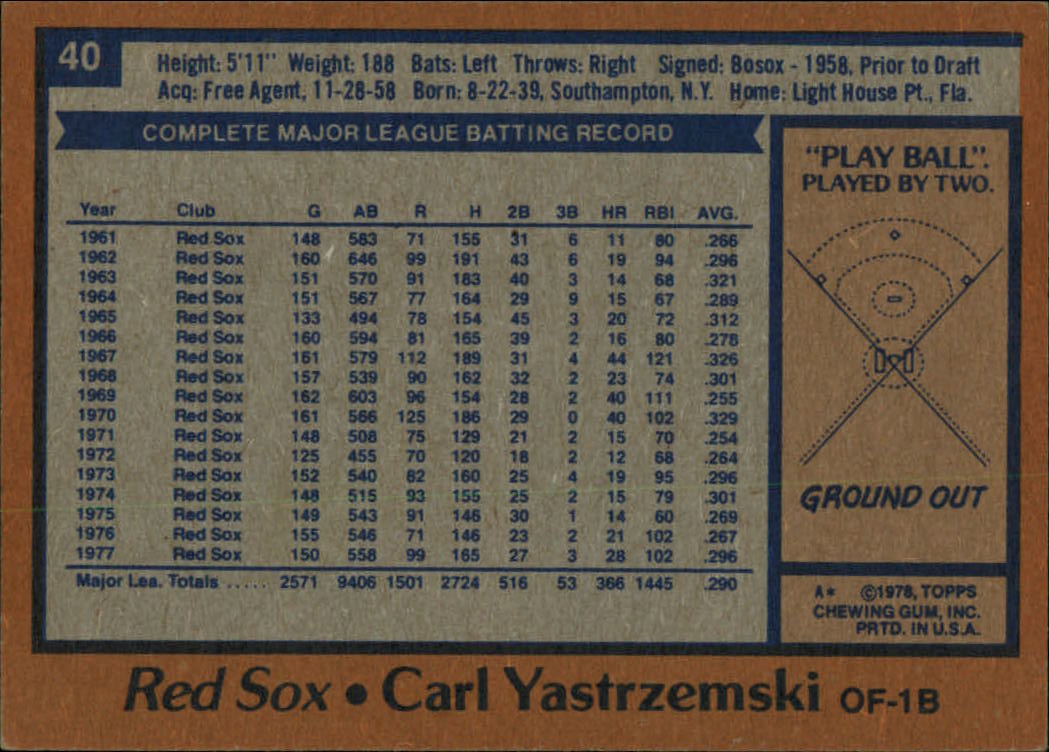 40
Height: 5'11" Weight: 188 Bats: Left Throws: Right Signed: Bosox - 1958, Prior to Draft
Acq: Free Agent, 11-28-58 Born: 8-22-39, Southampton, N.Y. Home: Light House Pt., Fla.
COMPLETE MAJOR LEAGUE BATTING RECORD
Year Club G AB R H 2B 3B HR RBI AVG.
1961 Red Sox 148 583 71 155 31 6 11 80 .266
1962 Red Sox 160 646 99 191 43 6 19 94 .296
1963 Red Sox 151 570 91 183 40 3 14 68 .321
1964 Red Sox 151 567 77 164 29 9 15 67 .289
1965 Red Sox 133 494 78 154 45 3 20 72 .312
1966 Red Sox 160 594 81 165 39 2 16 80 .278
1967 Red Sox 161 579 112 189 31 4 44 121 .326
1968 Red Sox 157 539 90 162 32 2 23 74 .301
1969 Red Sox 162 603 96 154 28 2 40 111 .255
1970 Red Sox 161 566 125 186 29 0 40 102 .329
1971 Red Sox 148 508 75 129 21 2 15 70 .254
1972 Red Sox 125 455 70 120 18 2 12 68 .264
1973 Red Sox 152 540 82 160 25 4 19 95 .296
1974 Red Sox 148 515 93 155 25 2 15 79 .301
1975 Red Sox 149 543 91 146 30 1 14 60 .269
1976 Red Sox 155 546 71 146 23 2 21 102 .267
1977 Red Sox 150 558 99 165 27 3 28 102 .296
Major Lea. Totals ..... 2571 9406 1501 2724 516 53 366 1445 .290
"PLAY BALL".
PLAYED BY TWO.
GROUND OUT
A* ©1978, TOPPS
CHEWING GUM, INC.
PRTD. IN U.S.A.
Red Sox • Carl Yastrzemski OF-1B